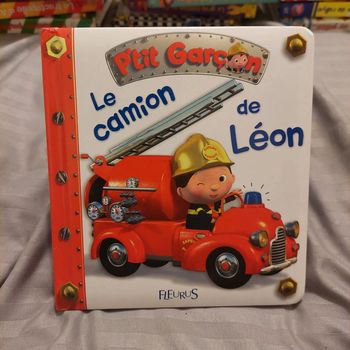 P'tit Garçon
Le
camion
de
Léon
FLEURUS